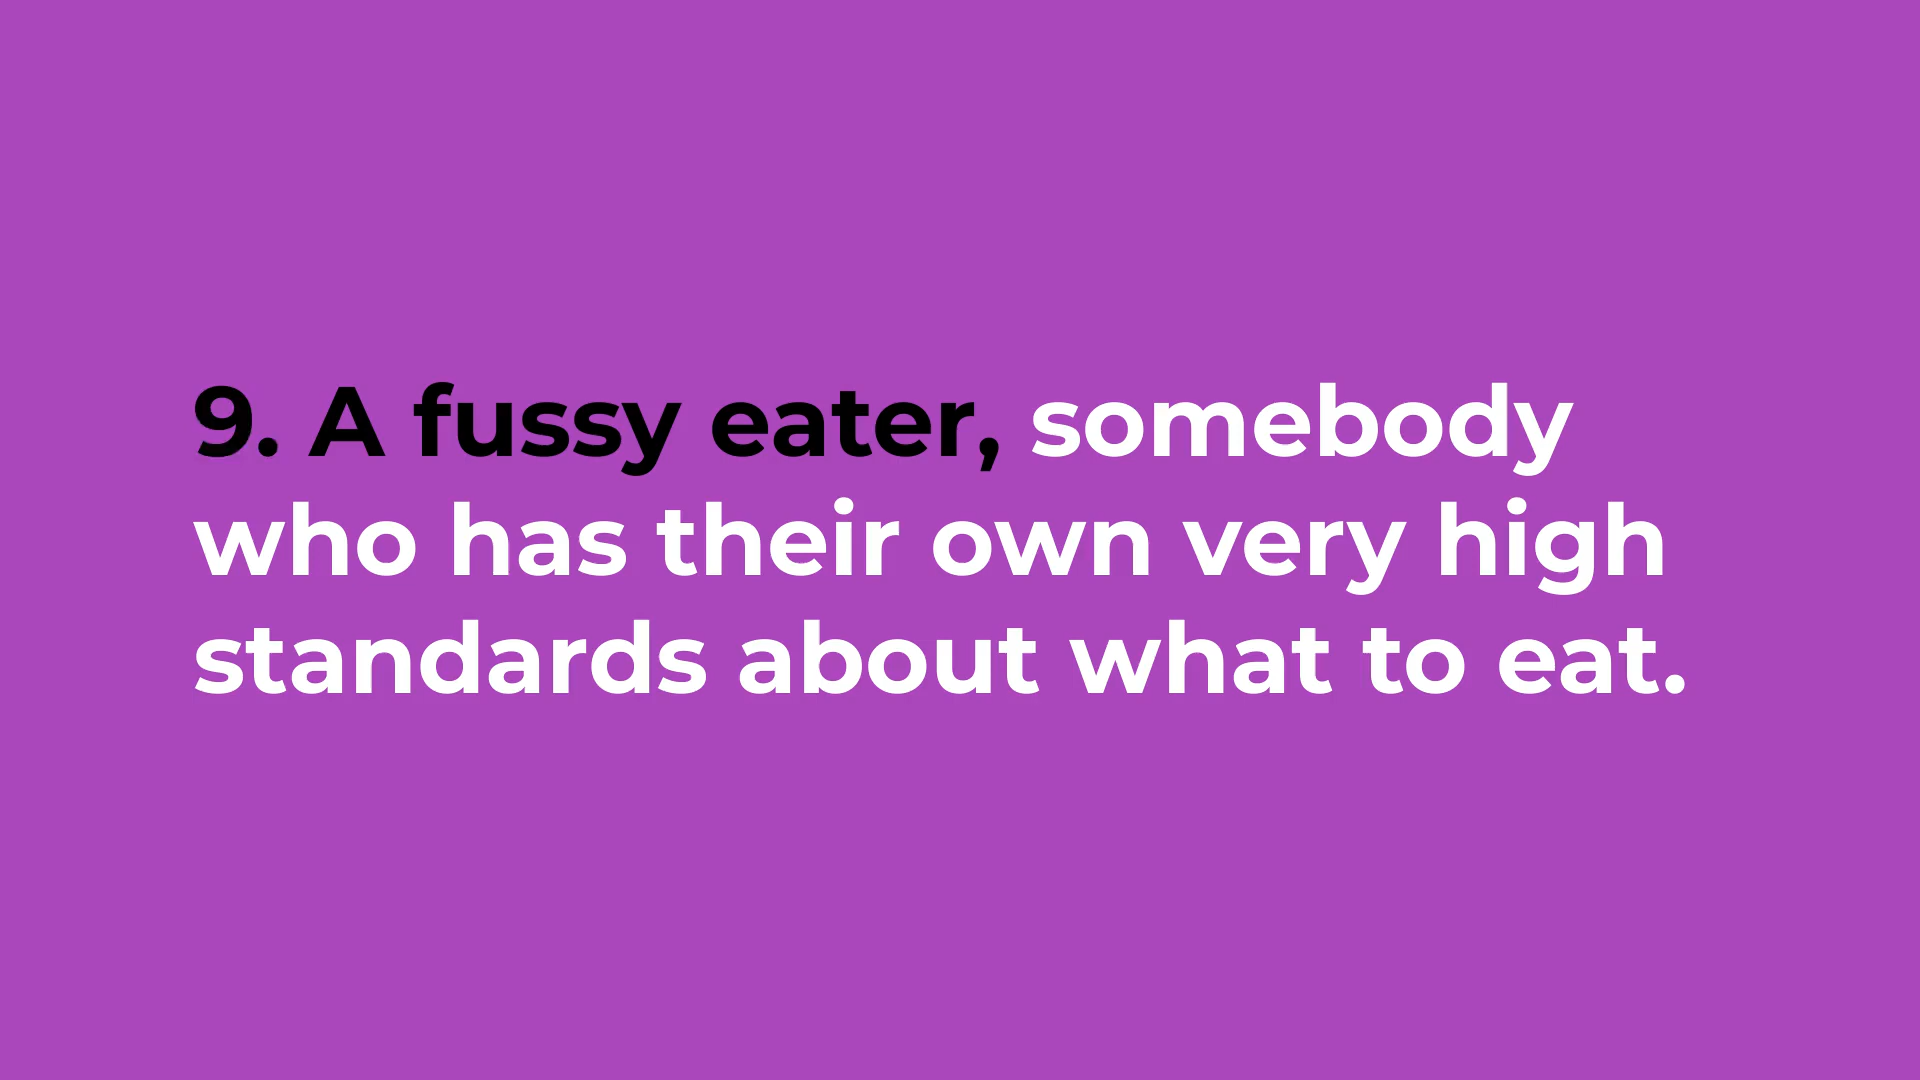 9. A fussy eater, somebody
who has their own very high
standards about what to eat.